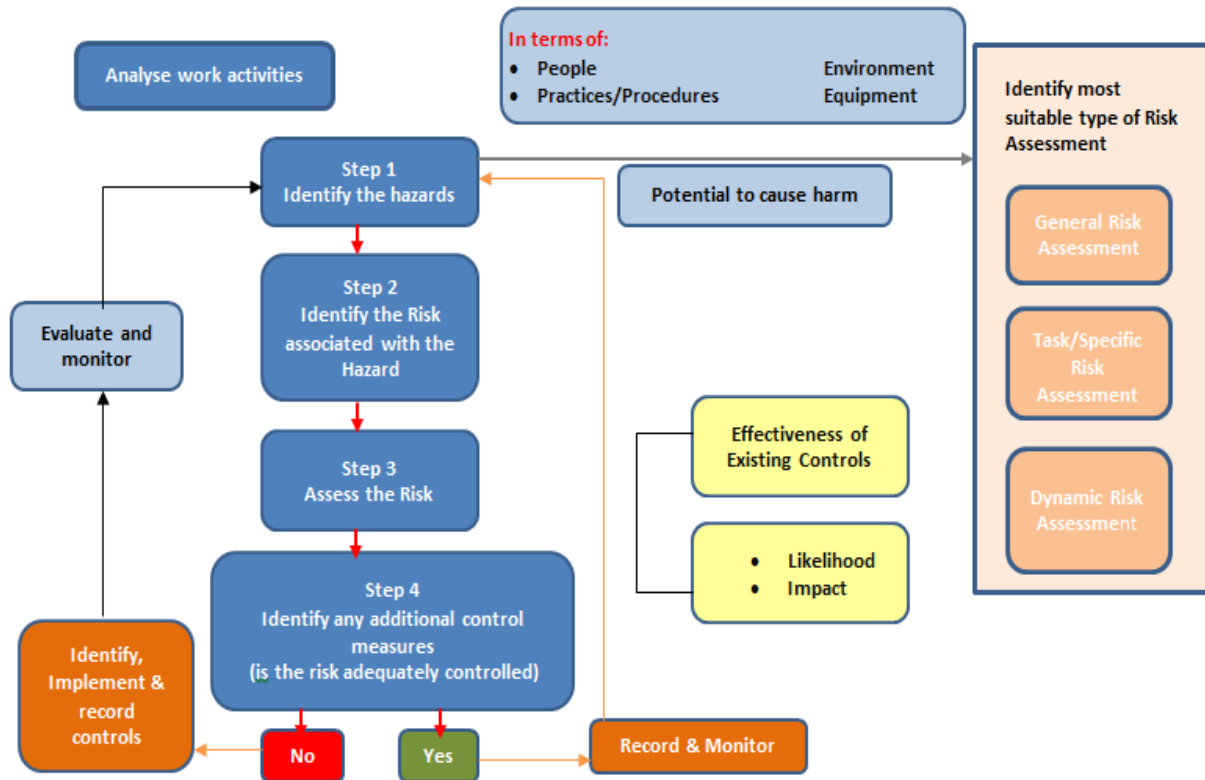 Analyse work activities
In terms of:
• People Environment
• Practices/Procedures Equipment
Identify most
suitable type of Risk
Assessment
Step 1
Identify the hazards
Potential to cause harm
General Risk
Assessment
Step 2
Identify the Risk
associated with the
Hazard
Evaluate and
monitor
Task/Specific
Risk
Assessment
Step 3
Assess the Risk
Effectiveness of
Existing Controls
Dynamic Risk
Assessment
• Likelihood
• Impact
Step 4
Identify any additional control
measures
(is the risk adequately controlled)
Identify,
Implement &
record
controls
No
Yes
Record & Monitor